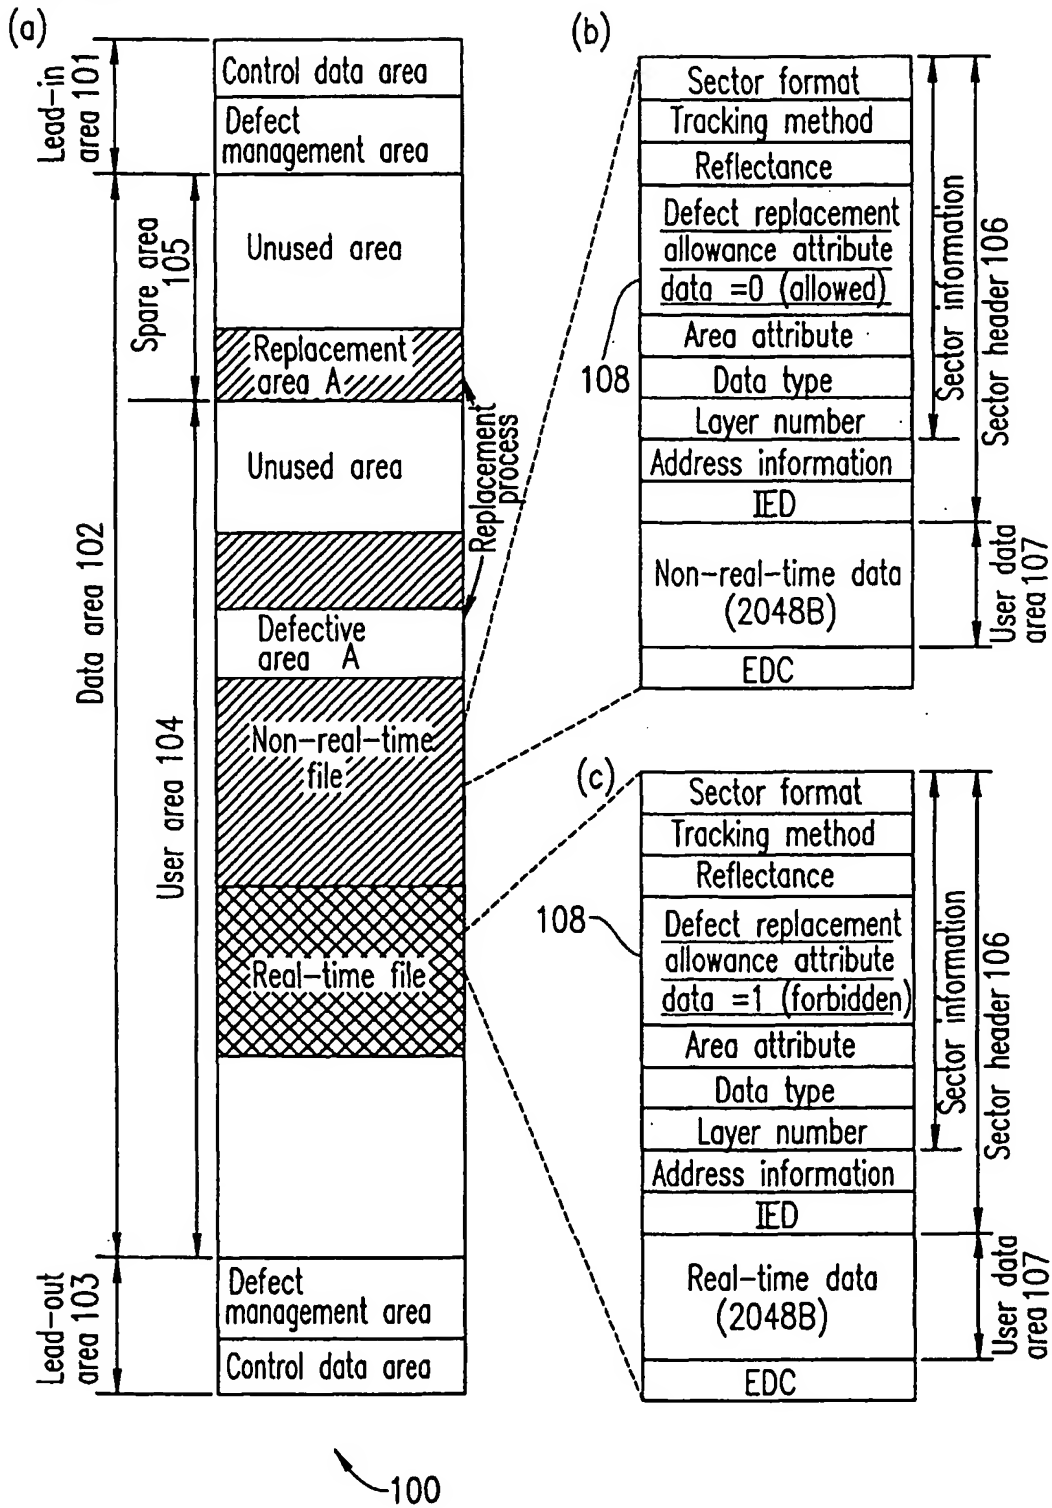 (a)
Lead-in
area 101
Control data area
Defect
management area
Data area 102
Spare area
105
Unused area
Replacement
area A
Replacement
process
User area 104
Unused area
Defective
area A
Non-real-time
file
Real-time file
Lead-out
area 103
Defect
management area
Control data area
(b)
Sector format
Tracking method
Reflectance
Defect replacement
allowance attribute
data =0 (allowed)
108
Area attribute
Data type
Layer number
Address information
IED
Non-real-time data
(2048B)
EDC
Sector information
Sector header 106
User data
area 107
(c)
Sector format
Tracking method
Reflectance
108
Defect replacement
allowance attribute
data =1 (forbidden)
Area attribute
Data type
Layer number
Address information
IED
Real-time data
(2048B)
EDC
Sector information
Sector header 106
User data
area 107
100